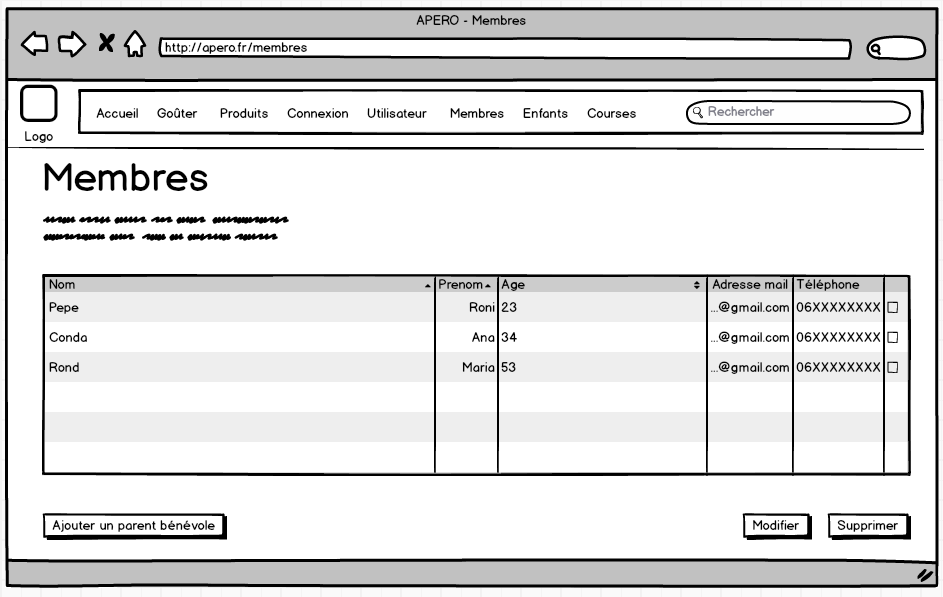 APERO - Membres
http://apero.fr/membres
Logo
Accueil Goûter Produits Connexion Utilisateur Membres Enfants Courses Rechercher
Membres
Nom Prenom Age Adresse mail Téléphone
Pepe Roni 23 ...@gmail.com 06XXXXXXXX
Conda Ana 34 ...@gmail.com 06XXXXXXXX
Rond Maria 53 ...@gmail.com 06XXXXXXXX
Ajouter un parent bénévole Modifier Supprimer